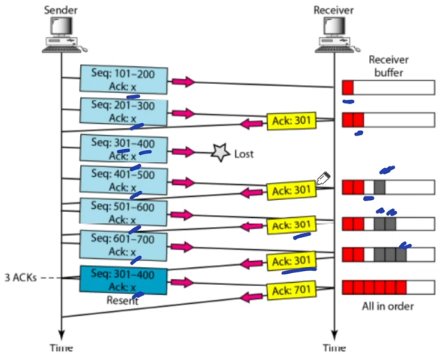 Sender
Receiver
Receiver
buffer
Seq: 101–200
Ack: x
Seq: 201–300
Ack: x
Ack: 301
Seq: 301–400
Ack: x
Lost
Seq: 401–500
Ack: x
Ack: 301
Seq: 501–600
Ack: x
Ack: 301
Seq: 601–700
Ack: x
Ack: 301
3 ACKs
Seq: 301–400
Ack: x
Resent
Ack: 701
All in order
Time
Time